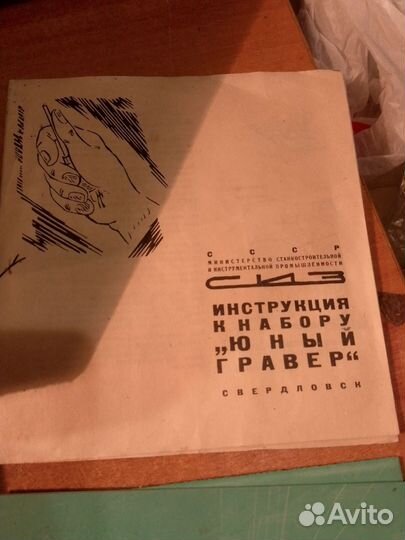 СССР
МИНИСТЕРСТВО СТАНКОСТРОИТЕЛЬНОЙ
И ИНСТРУМЕНТАЛЬНОЙ ПРОМЫШЛЕННОСТИ
СИЗ
ИНСТРУКЦИЯ
К НАБОРУ
„ЮНЫЙ
ГРАВЕР“
СВЕРДЛОВСК
Avito